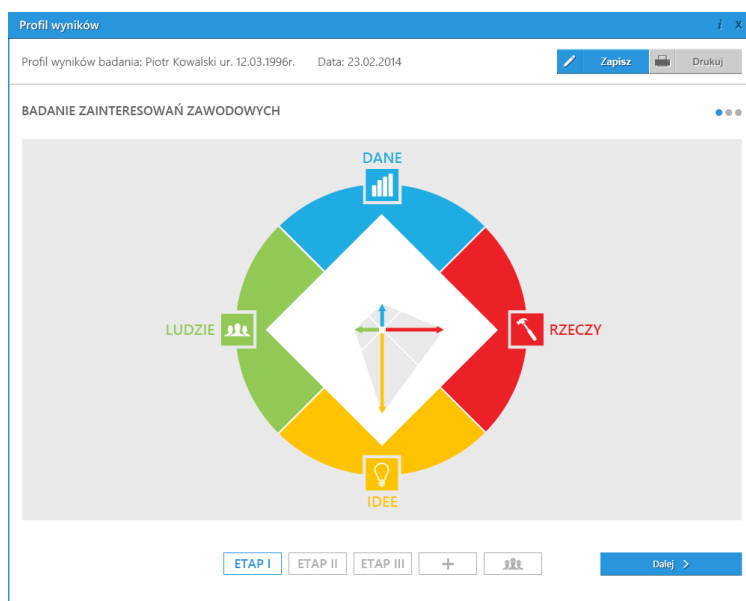 Profil wyników i x
Profil wyników badania: Piotr Kowalski ur. 12.03.1996r. Data: 23.02.2014 Zapisz Drukuj
BADANIE ZAINTERESOWAŃ ZAWODOWYCH
DANE
LUDZIE RZECZY
IDEE
ETAP I ETAP II ETAP III + Dalej >